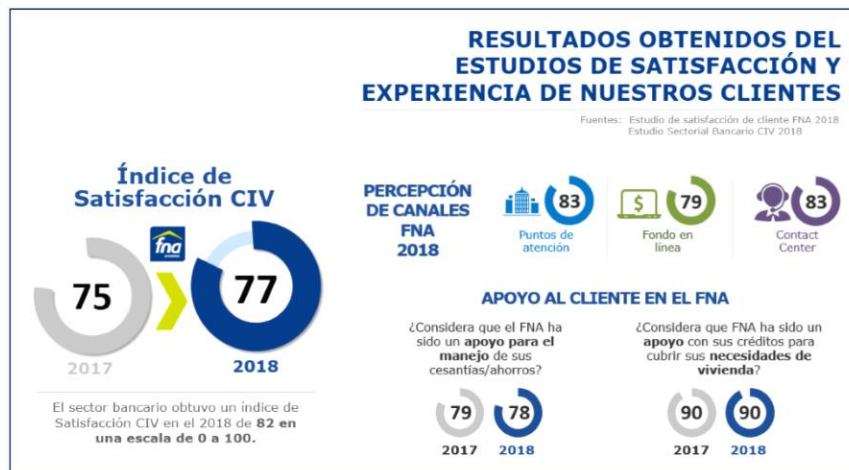 RESULTADOS OBTENIDOS DEL
ESTUDIOS DE SATISFACCIÓN Y
EXPERIENCIA DE NUESTROS CLIENTES
Fuentes: Estudio de satisfacción de cliente FNA 2018
Estudio Sectorial Bancario CIV 2018
Índice de
Satisfacción CIV
fna
75
77
2017
2018
El sector bancario obtuvo un índice de
Satisfacción CIV en el 2018 de 82 en
una escala de 0 a 100.
PERCEPCIÓN
DE CANALES
FNA
2018
83
Puntos de
atención
$
79
Fondo en
línea
83
Contact
Center
APOYO AL CLIENTE EN EL FNA
¿Considera que el FNA ha
sido un apoyo para el
manejo de sus
cesantías/ahorros?
79
78
2017
2018
¿Considera que FNA ha sido un
apoyo con sus créditos para
cubrir sus necesidades de
vivienda?
90
90
2017
2018